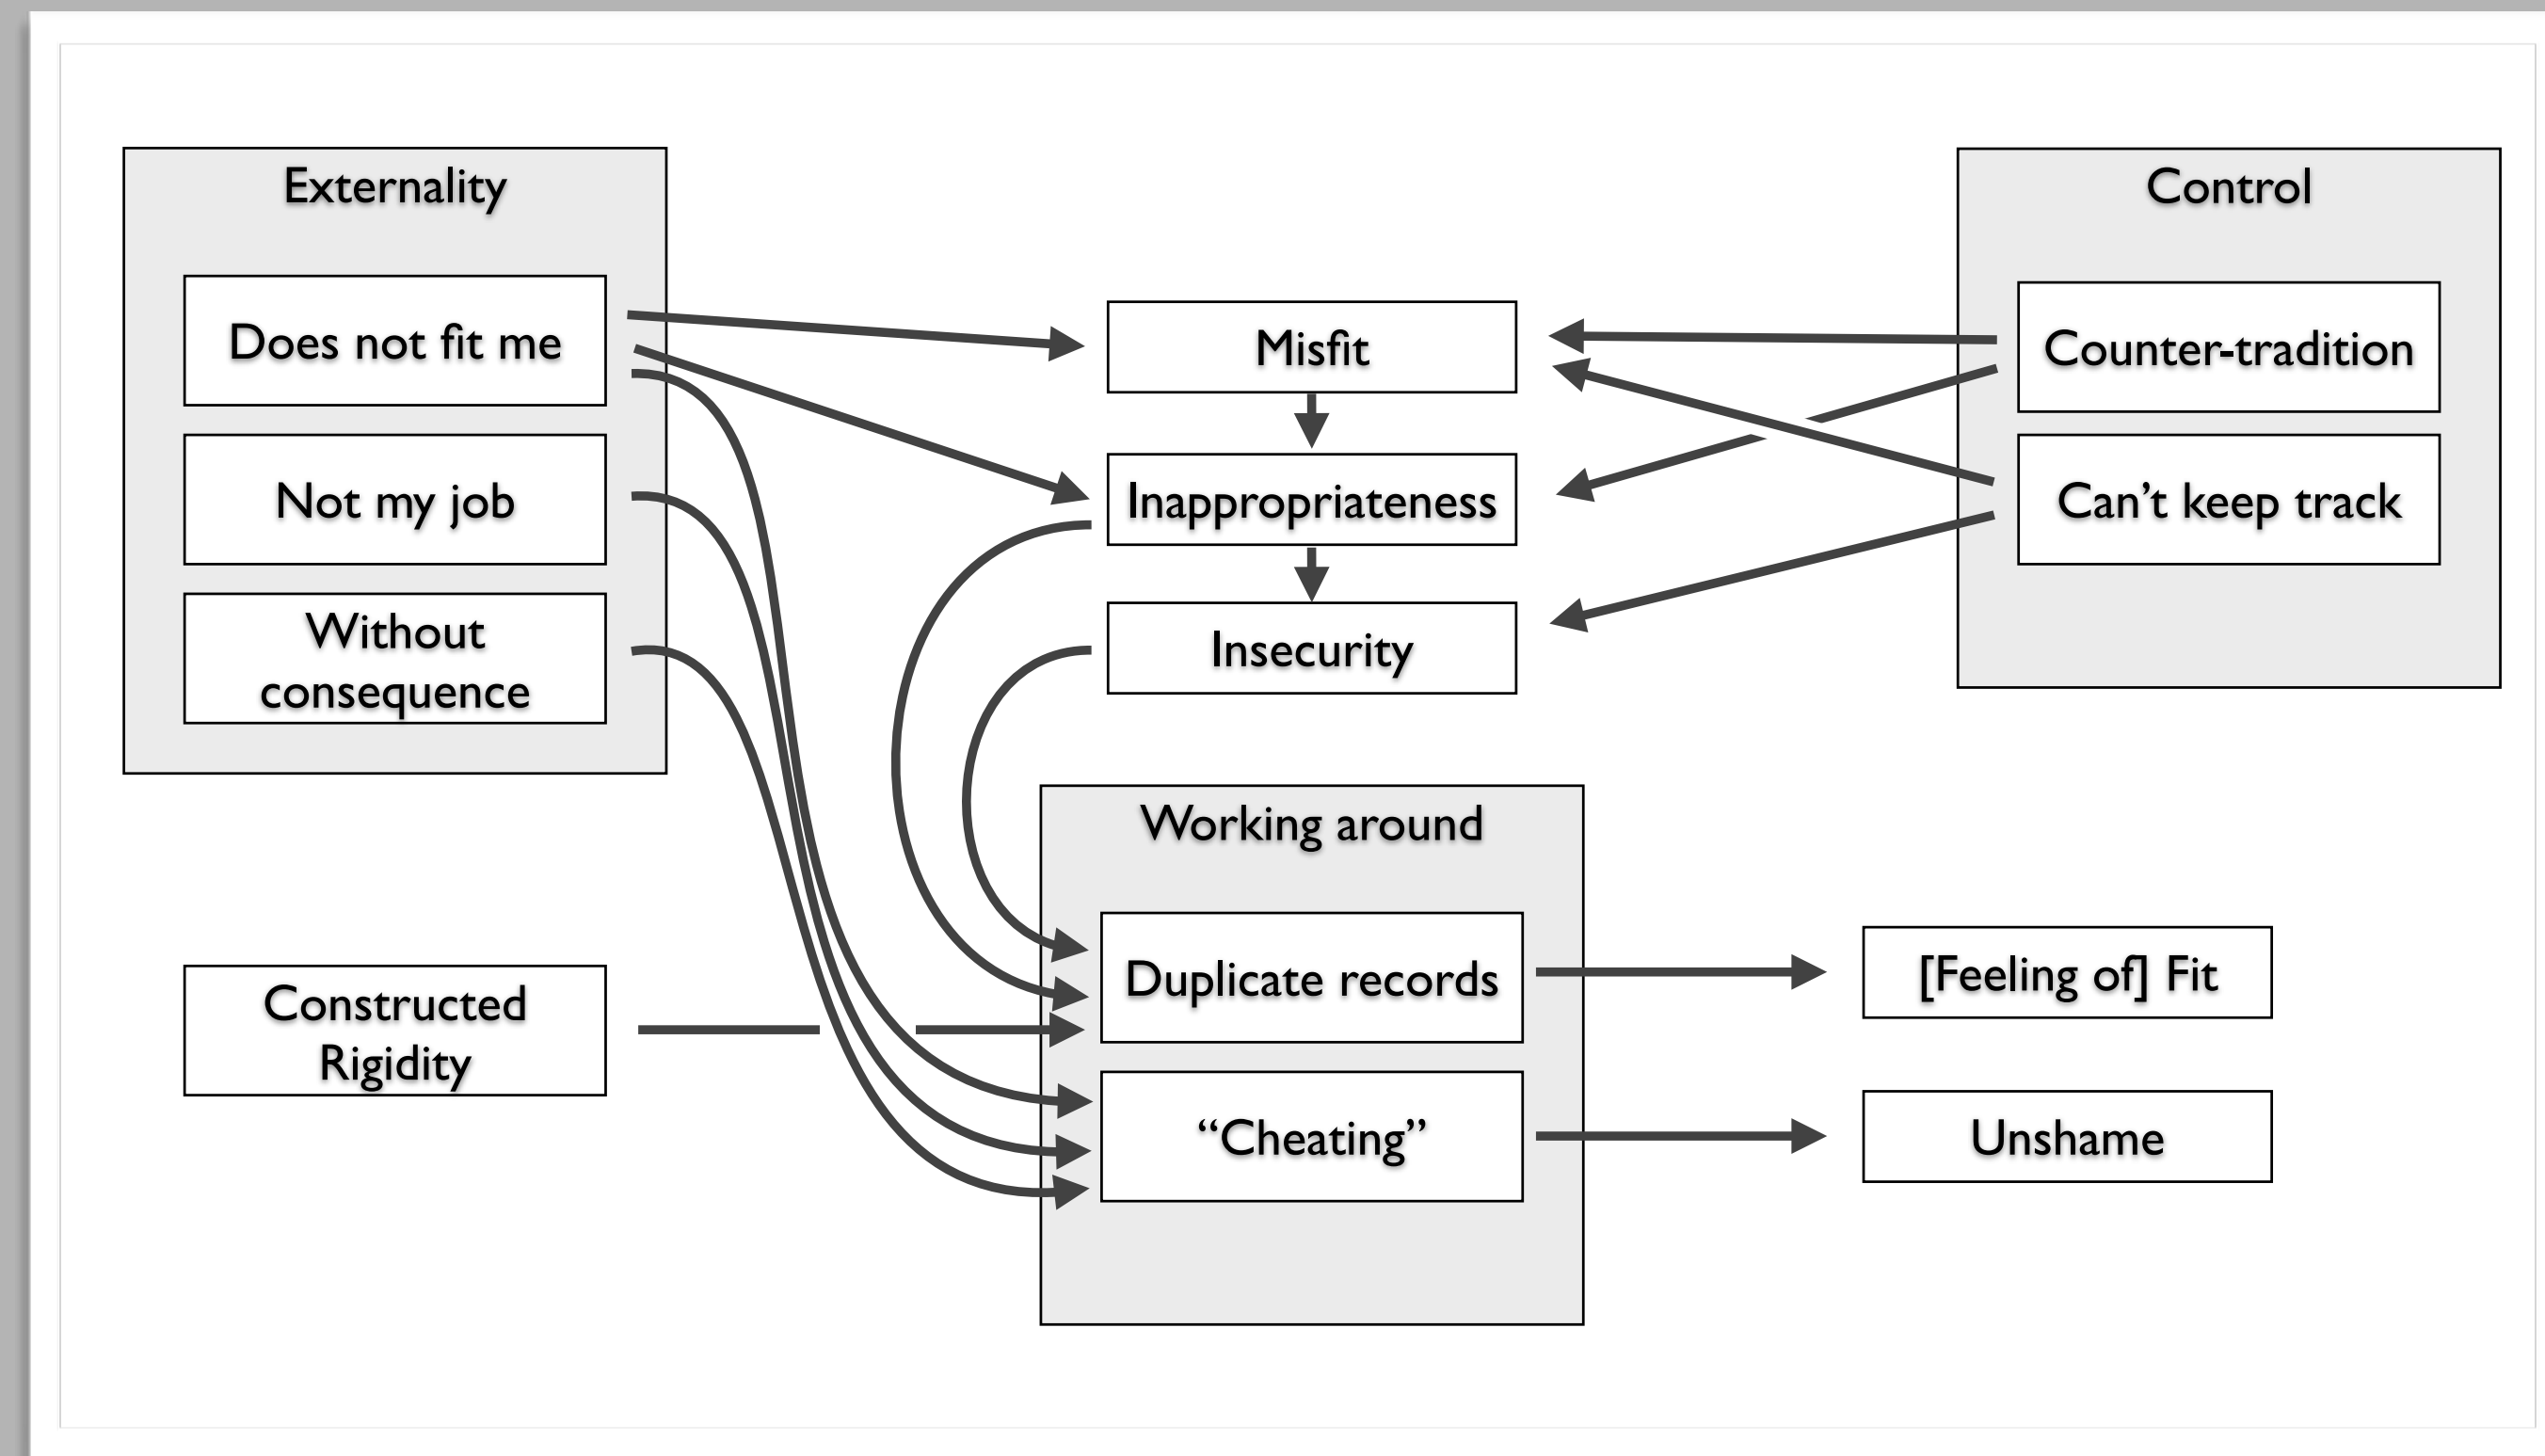 Externality
Does not fit me
Not my job
Without
consequence
Constructed
Rigidity
Misfit
Inappropriateness
Insecurity
Working around
Duplicate records
“Cheating”
Control
Counter-tradition
Can’t keep track
[Feeling of] Fit
Unshame